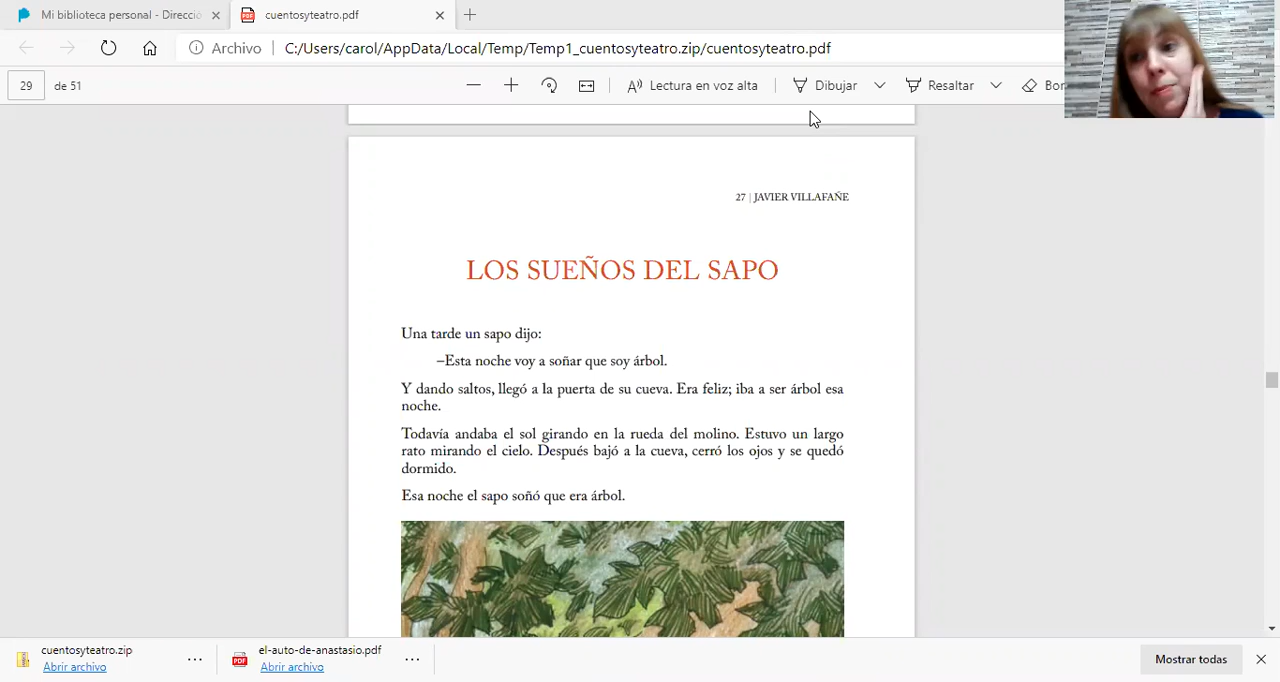 Mi biblioteca personal - Direcció
cuentosyteatro.pdf
Archivo C:/Users/carol/AppData/Local/Temp/Temp1_cuentosyteatro.zip/cuentosyteatro.pdf
29 de 51 Lectura en voz alta Dibujar Resaltar Bor
27 | JAVIER VILLAFAÑE
LOS SUEÑOS DEL SAPO
Una tarde un sapo dijo:
–Esta noche voy a soñar que soy árbol.
Y dando saltos, llegó a la puerta de su cueva. Era feliz; iba a ser árbol esa
noche.
Todavía andaba el sol girando en la rueda del molino. Estuvo un largo
rato mirando el cielo. Después bajó a la cueva, cerró los ojos y se quedó
dormido.
Esa noche el sapo soñó que era árbol.
cuentosyteatro.zip
Abrir archivo
el-auto-de-anastasio.pdf
Abrir archivo
Mostrar todas